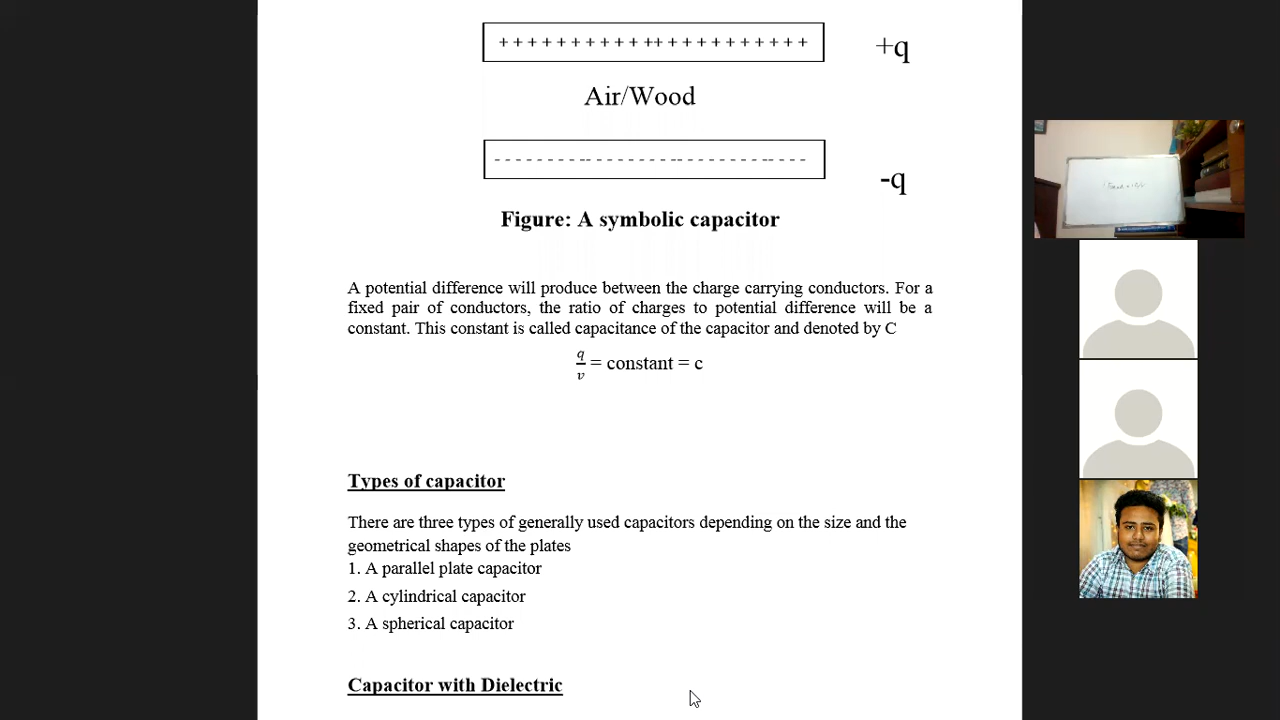 + + + + + + + + + + ++ + + + + + + + + + +
+q
Air/Wood
- - - - - - - - -- - - - - - - - - -- - - - - - - - -- - - -
-q
Figure: A symbolic capacitor
A potential difference will produce between the charge carrying conductors. For a
fixed pair of conductors, the ratio of charges to potential difference will be a
constant. This constant is called capacitance of the capacitor and denoted by C
q/v = constant = c
Types of capacitor
There are three types of generally used capacitors depending on the size and the
geometrical shapes of the plates
1. A parallel plate capacitor
2. A cylindrical capacitor
3. A spherical capacitor
Capacitor with Dielectric